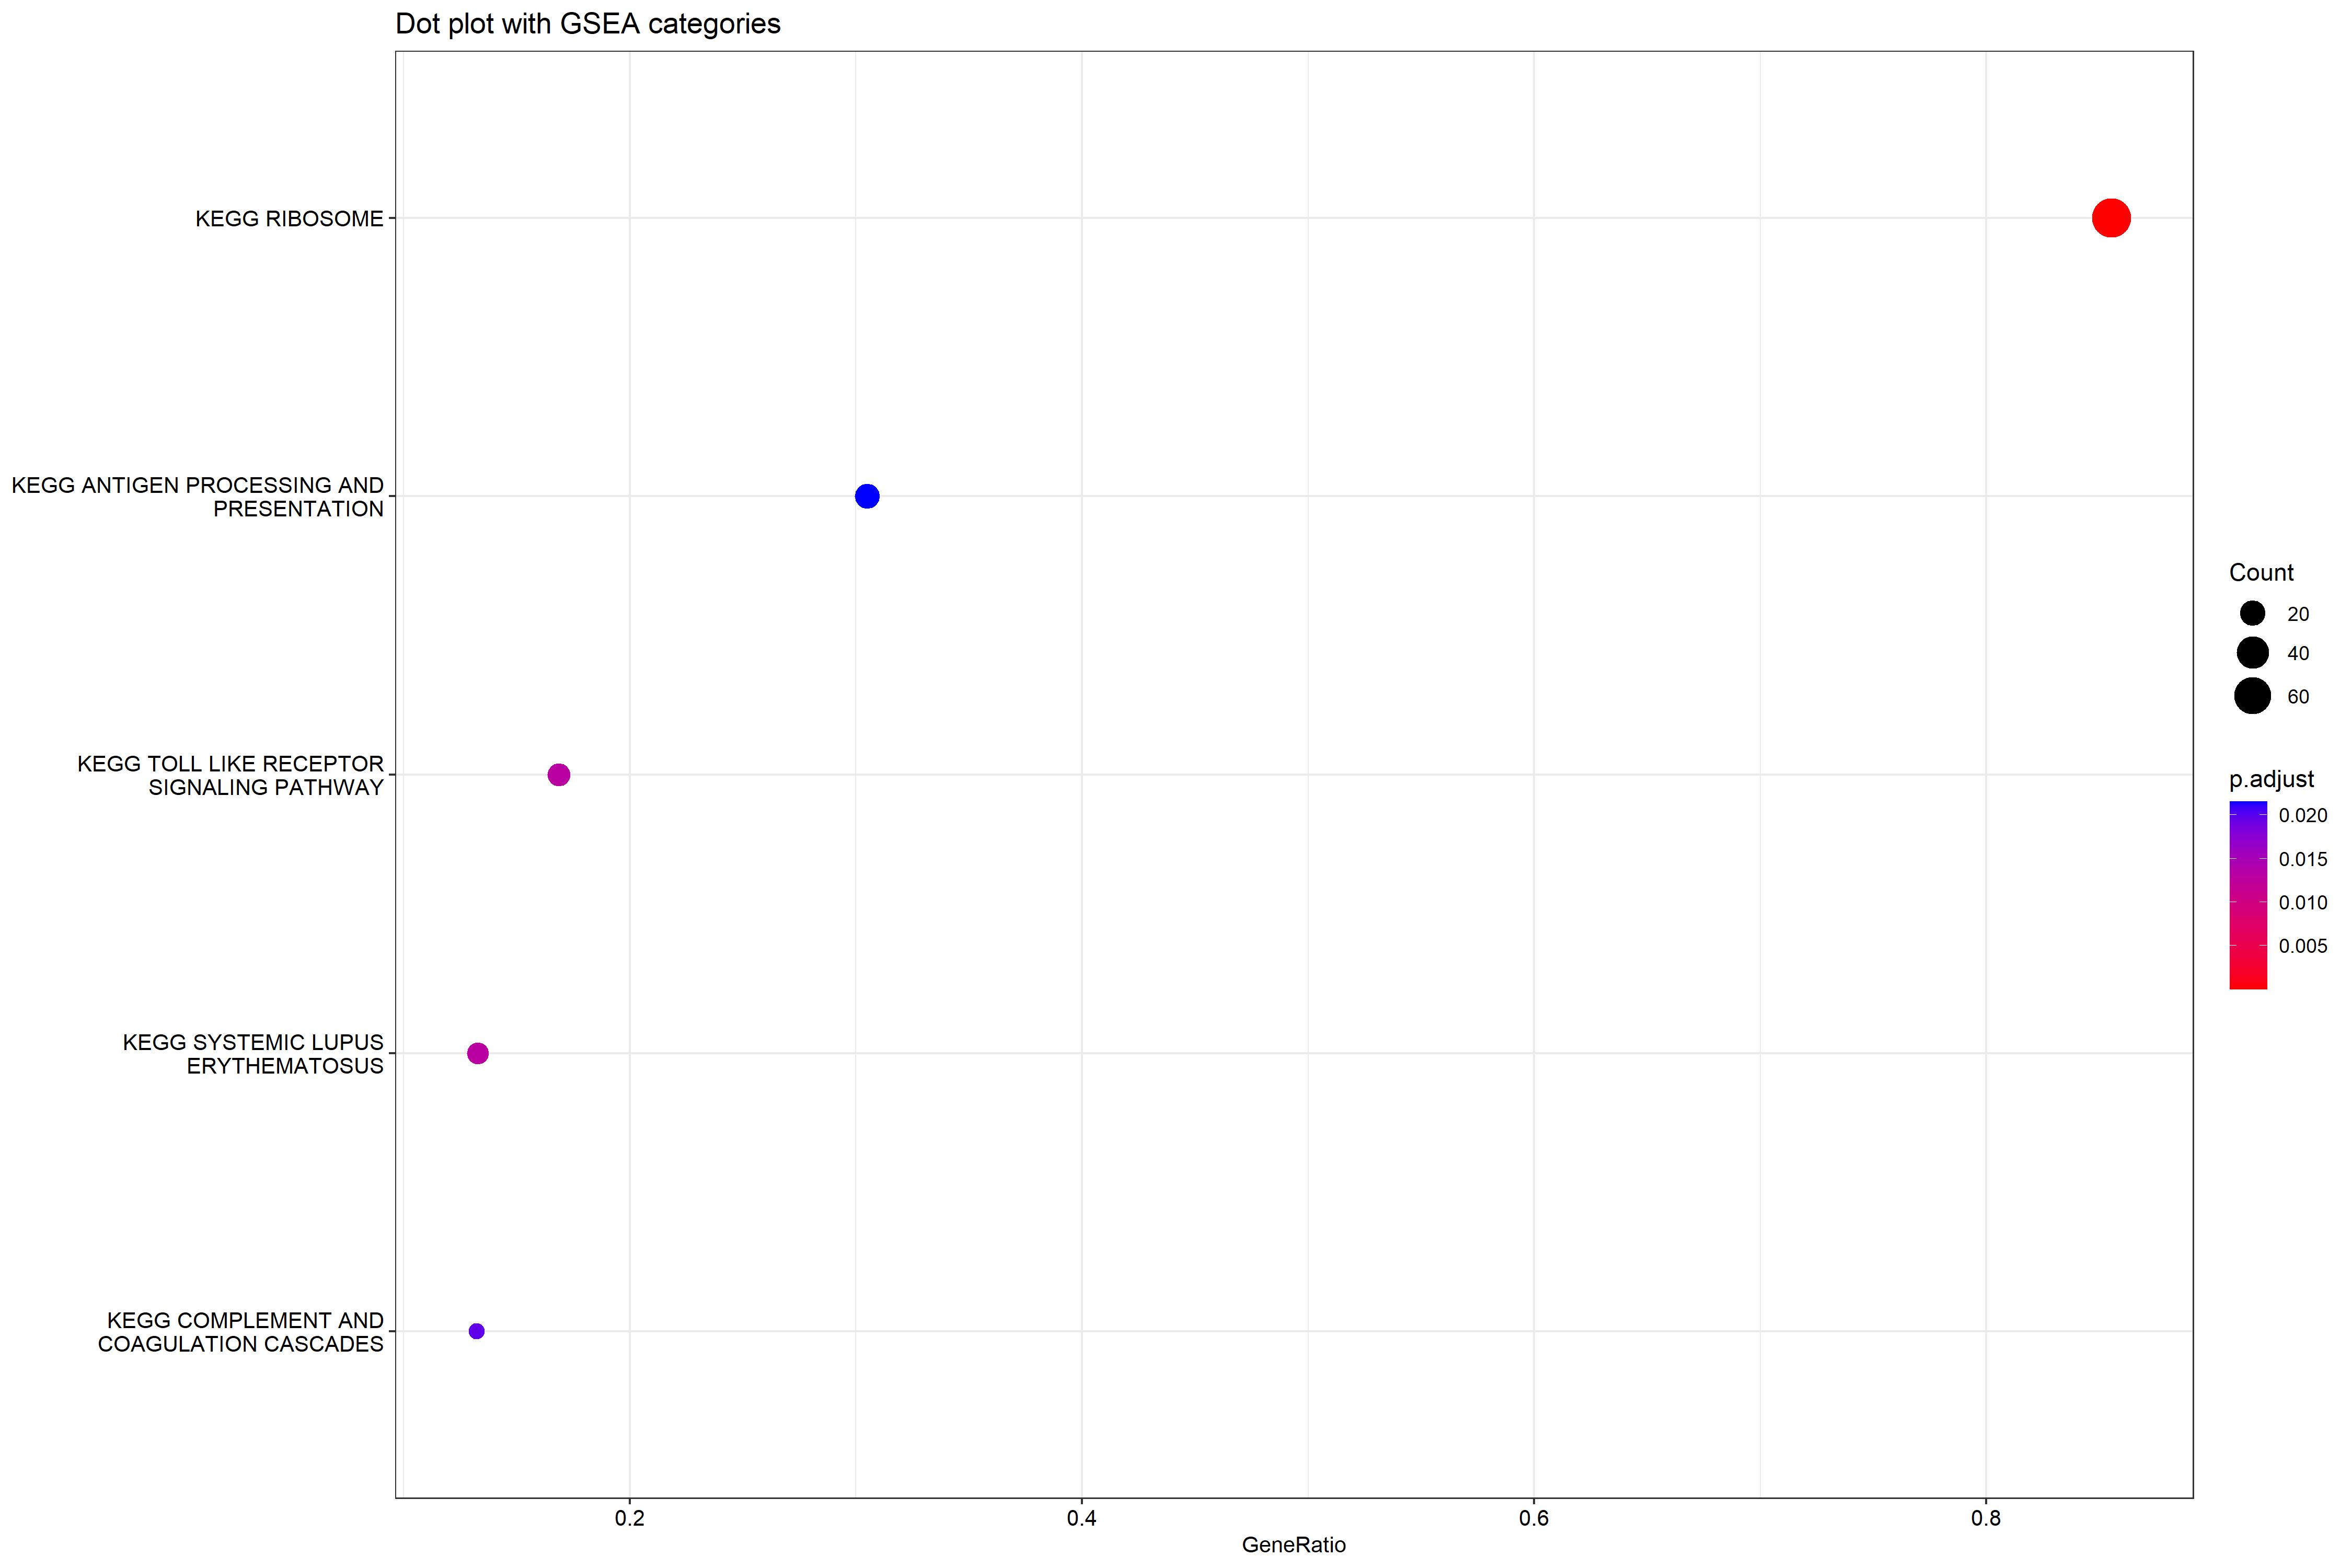 Dot plot with GSEA categories
KEGG RIBOSOME
KEGG ANTIGEN PROCESSING AND
PRESENTATION
KEGG TOLL LIKE RECEPTOR
SIGNALING PATHWAY
KEGG SYSTEMIC LUPUS
ERYTHEMATOSUS
KEGG COMPLEMENT AND
COAGULATION CASCADES
0.2
0.4
0.6
0.8
GeneRatio
Count
20
40
60
p.adjust
0.020
0.015
0.010
0.005